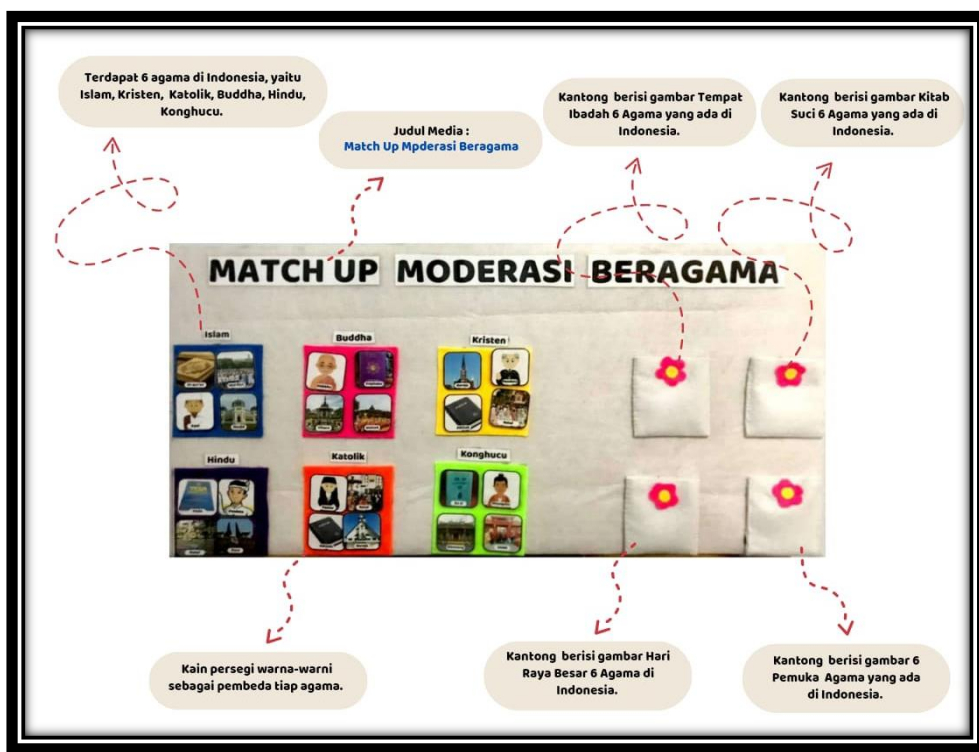 Terdapat 6 agama di Indonesia, yaitu
Islam, Kristen, Katolik, Buddha, Hindu,
Konghucu.
Judul Media :
Match Up Mpderasi Beragama
Kantong berisi gambar Tempat
Ibadah 6 Agama yang ada di
Indonesia.
Kantong berisi gambar Kitab
Suci 6 Agama yang ada di
Indonesia.
MATCH UP MODERASI BERAGAMA
Islam
Buddha
Kristen
Hindu
Katolik
Konghucu
Kain persegi warna-warni
sebagai pembeda tiap agama.
Kantong berisi gambar Hari
Raya Besar 6 Agama di
Indonesia.
Kantong berisi gambar 6
Pemuka Agama yang ada
di Indonesia.